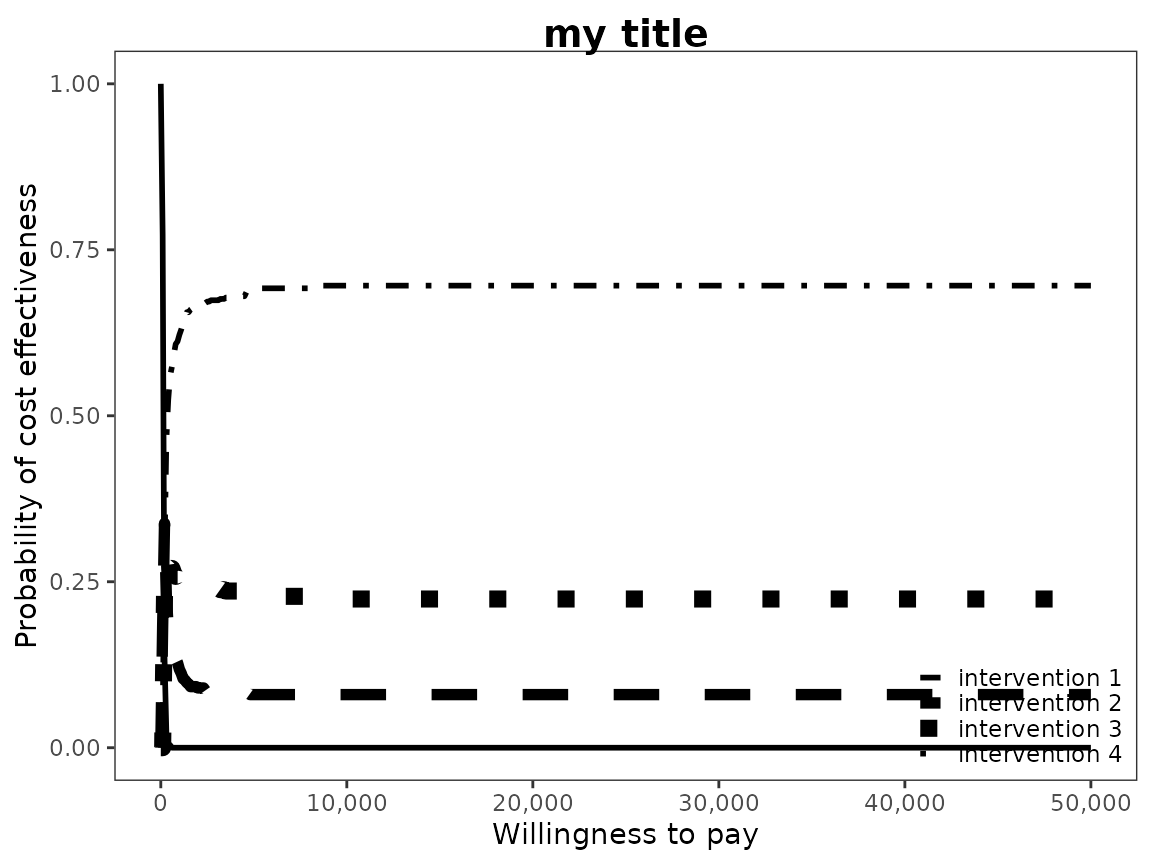 my title
Probability of cost effectiveness
1.00
0.75
0.50
0.25
0.00
intervention 1
intervention 2
intervention 3
intervention 4
0 10,000 20,000 30,000 40,000 50,000
Willingness to pay